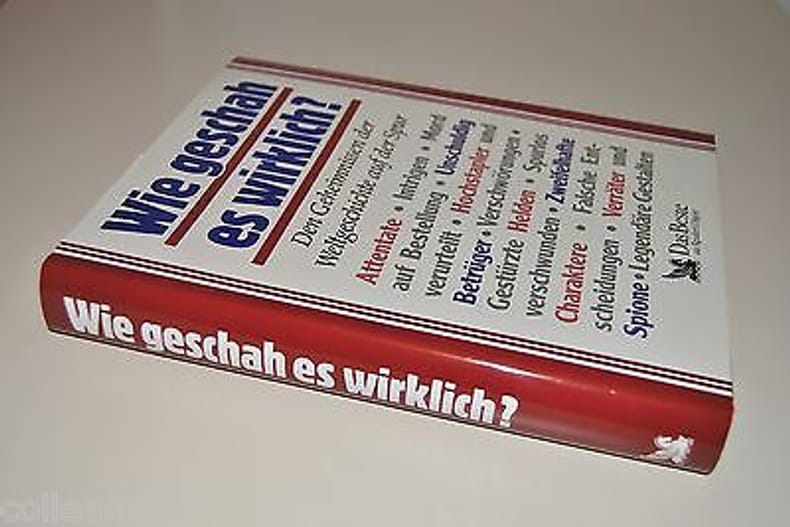 Wie geschah
es wirklich?
Den Geheimnissen der
Weltgeschichte auf der Spur
Attentate • Intrigen • Mord
auf Bestellung • Unschuldig
verurteilt • Hochstapler und
Betrüger • Verschwörungen •
Gestürzte Helden • Spurlos
verschwunden • Zweifelhafte
Charaktere • Falsche Ent-
scheidungen • Verräter und
Spione • Legendäre Gestalten
Das Beste
Wie geschah es wirklich?